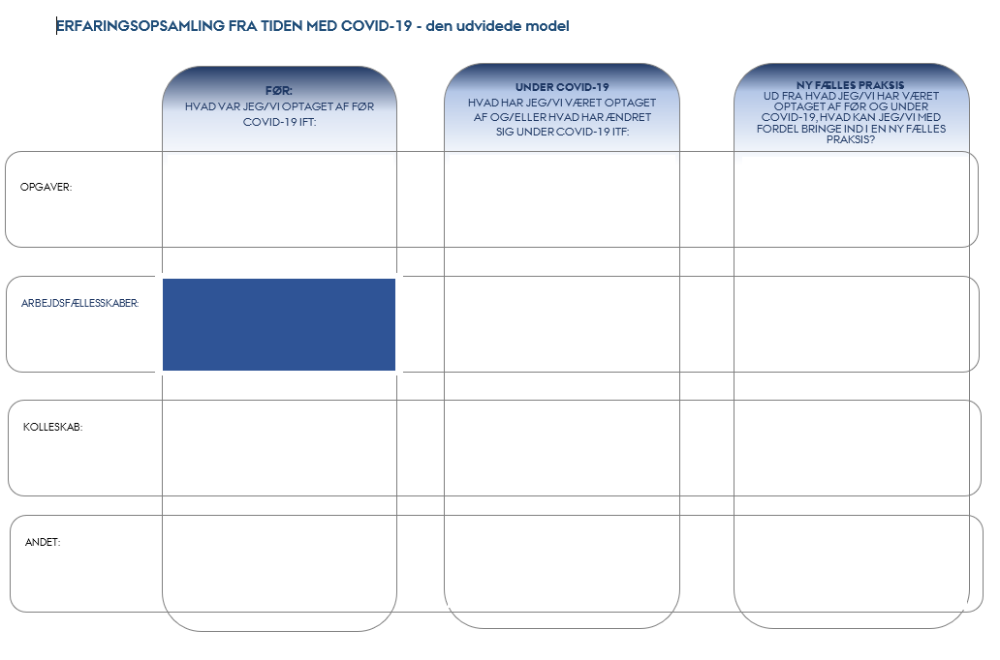 ERFARINGSOPSAMLING FRA TIDEN MED COVID-19 - den udvidede model
FØR:
HVAD VAR JEG/VI OPTAGET AF FØR
COVID-19 IFT:
UNDER COVID-19
HVAD HAR JEG/VI VÆRET OPTAGET
AF OG/ELLER HVAD HAR ÆNDRET
SIG UNDER COVID-19 ITF:
NY FÆLLES PRAKSIS
UD FRA HVAD JEG/VI HAR VÆRET
OPTAGET AF FØR OG UNDER
COVID-19, HVAD KAN JEG/VI MED
FORDEL BRINGE IND I EN NY FÆLLES
PRAKSIS?
OPGAVER:
ARBEJDSFÆLLESSKABER:
KOLLESKAB:
ANDET: